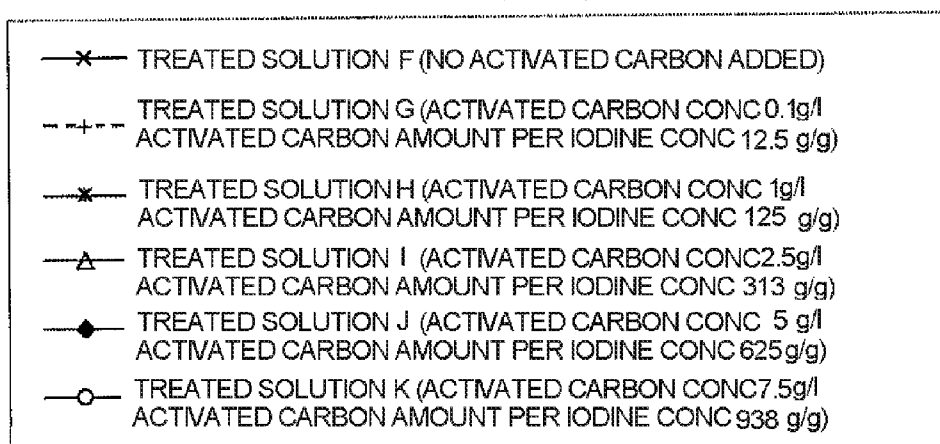 TREATED SOLUTION F (NO ACTIVATED CARBON ADDED)
TREATED SOLUTION G (ACTIVATED CARBON CONC 0.1g/l
ACTIVATED CARBON AMOUNT PER IODINE CONC 12.5 g/g)
TREATED SOLUTION H (ACTIVATED CARBON CONC 1g/l
ACTIVATED CARBON AMOUNT PER IODINE CONC 125 g/g)
TREATED SOLUTION I (ACTIVATED CARBON CONC2.5g/l
ACTIVATED CARBON AMOUNT PER IODINE CONC 313 g/g)
TREATED SOLUTION J (ACTIVATED CARBON CONC 5 g/l
ACTIVATED CARBON AMOUNT PER IODINE CONC 625g/g)
TREATED SOLUTION K (ACTIVATED CARBON CONC7.5g/l
ACTIVATED CARBON AMOUNT PER IODINE CONC 938 g/g)